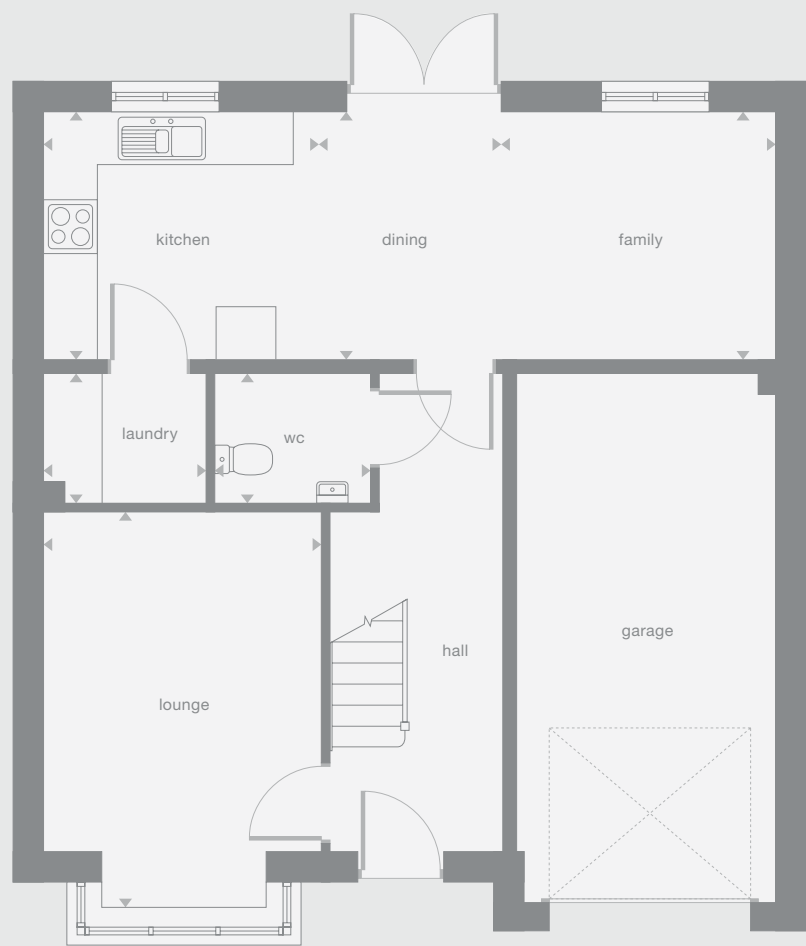 kitchen
dining
family
laundry
wc
garage
hall
lounge